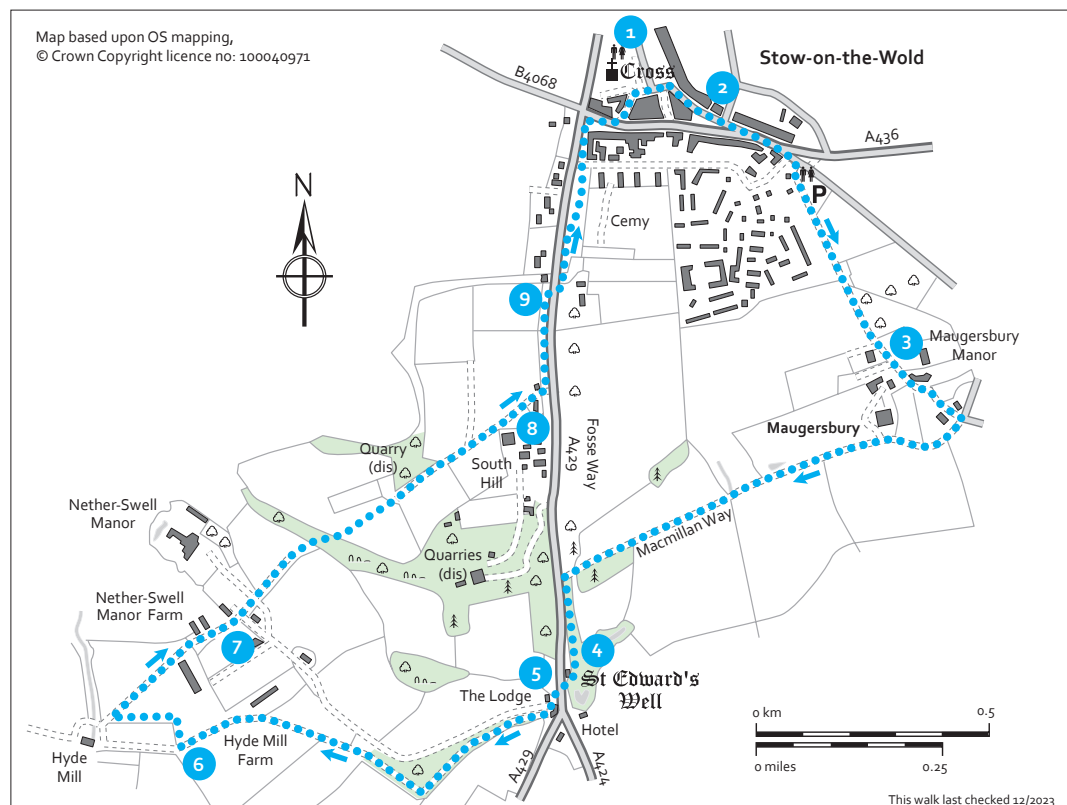 Map based upon OS mapping,
© Crown Copyright licence no: 100040971
1
Stow-on-the-Wold
B4068
Cross
2
A436
P
N
Cemy
9
3
Maugersbury
Manor
Maugersbury
8
Fosse Way
A429
Quarry
(dis)
South
Hill
Nether-Swell
Manor
Macmillan Way
Quarries
(dis)
Nether-Swell
Manor Farm
7
4
5
St Edward's
Well
The Lodge
Hotel
Hyde Mill
Farm
6
Hyde
Mill
A429
A424
0 km
0.5
0 miles
0.25
This walk last checked 12/2023